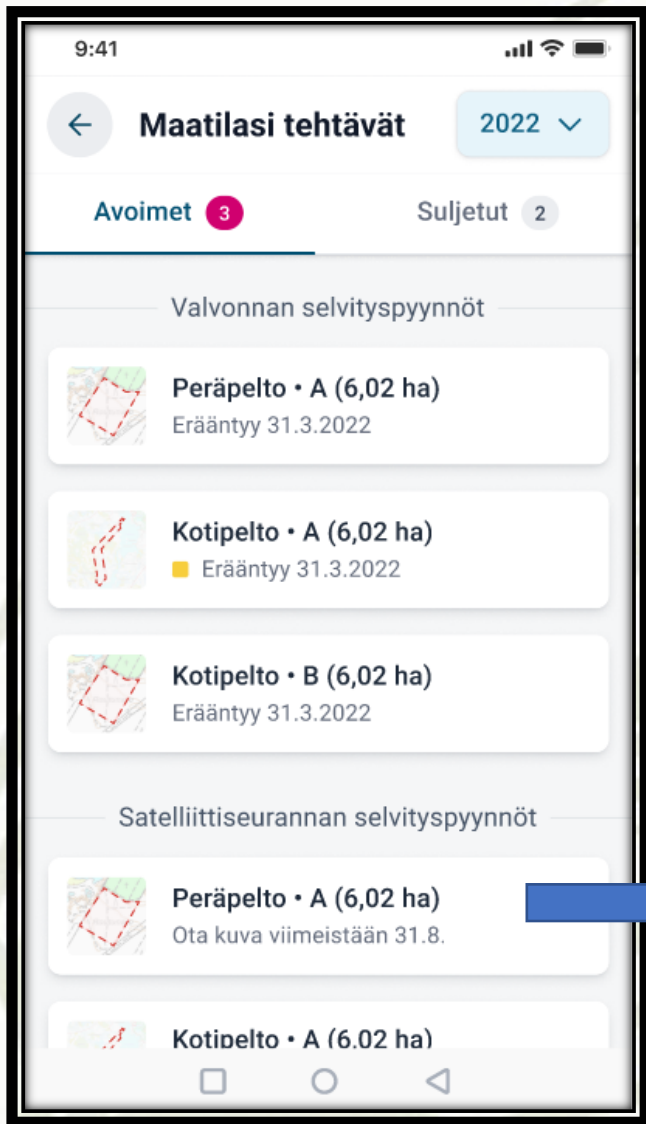 9:41
Maatilasi tehtävät
2022
Avoimet 3
Suljetut 2
Valvonnan selvityspyynnöt
Peräpelto • A (6,02 ha)
Erääntyy 31.3.2022
Kotipelto • A (6,02 ha)
Erääntyy 31.3.2022
Kotipelto • B (6,02 ha)
Erääntyy 31.3.2022
Satelliittiseurannan selvityspyynnöt
Peräpelto • A (6,02 ha)
Ota kuva viimeistään 31.8.
Kotipelto • A (6,02 ha)